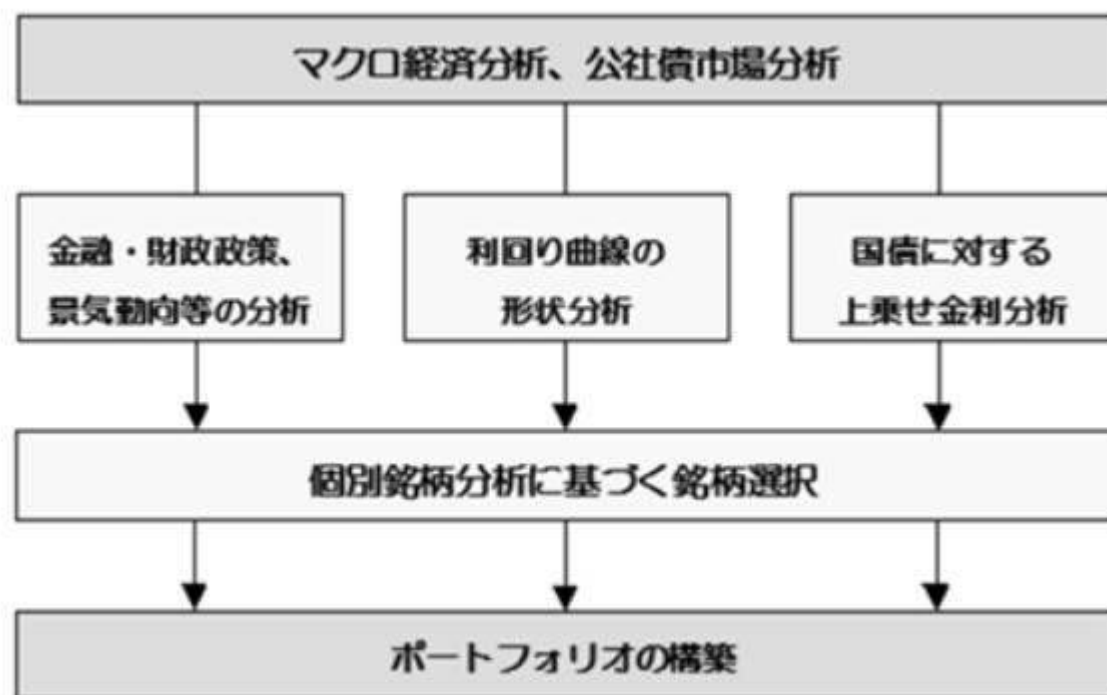 マクロ経済分析、公社債市場分析
金融・財政政策、
景気動向等の分析
利回り曲線の
形状分析
国債に対する
上乗せ金利分析
個別銘柄分析に基づく銘柄選択
ポートフォリオの構築